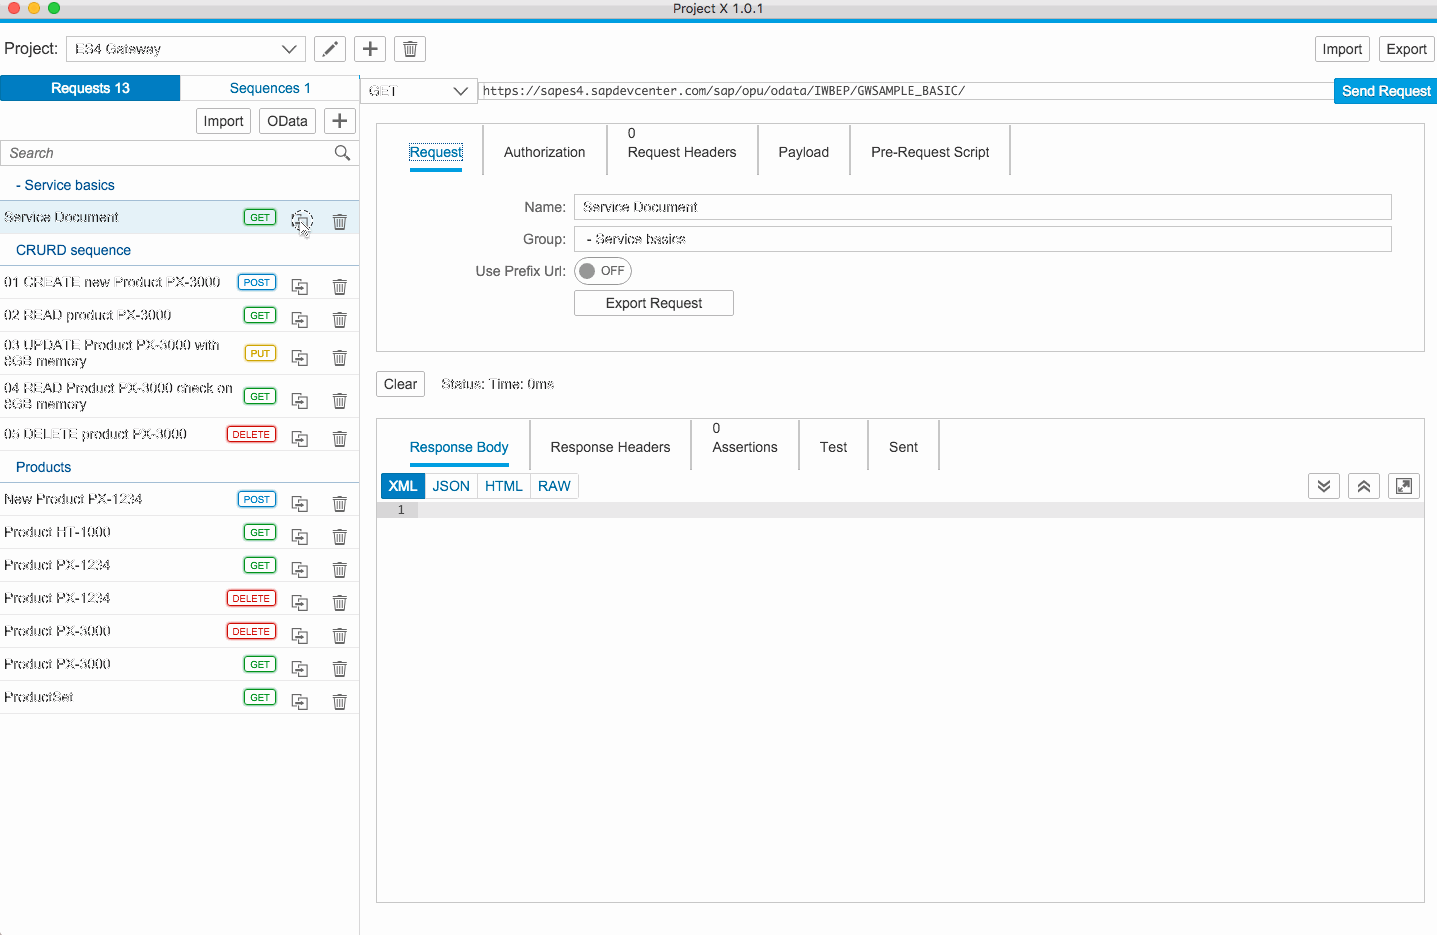 Project X 1.0.1
Project: ES4 Gateway
Import Export
Requests 13 Sequences 1
GET https://sapes4.sapdevcenter.com/sap/opu/odata/IWBEP/GWSAMPLE_BASIC/ Send Request
Import OData
Search
- Service basics
Service Document GET
CRURD sequence
01 CREATE new Product PX-3000 POST
02 READ product PX-3000 GET
03 UPDATE Product PX-3000 with
8GB memory PUT
04 READ Product PX-3000 check on
8GB memory GET
05 DELETE product PX-3000 DELETE
Products
New Product PX-1234 POST
Product HT-1000 GET
Product PX-1234 GET
Product PX-1234 DELETE
Product PX-3000 DELETE
Product PX-3000 GET
ProductSet GET
0
Request Authorization Request Headers Payload Pre-Request Script
Name: Service Document
Group: - Service basics
Use Prefix Url: OFF
Export Request
Clear Status: Time: 0ms
0
Response Body Response Headers Assertions Test Sent
XML JSON HTML RAW
1